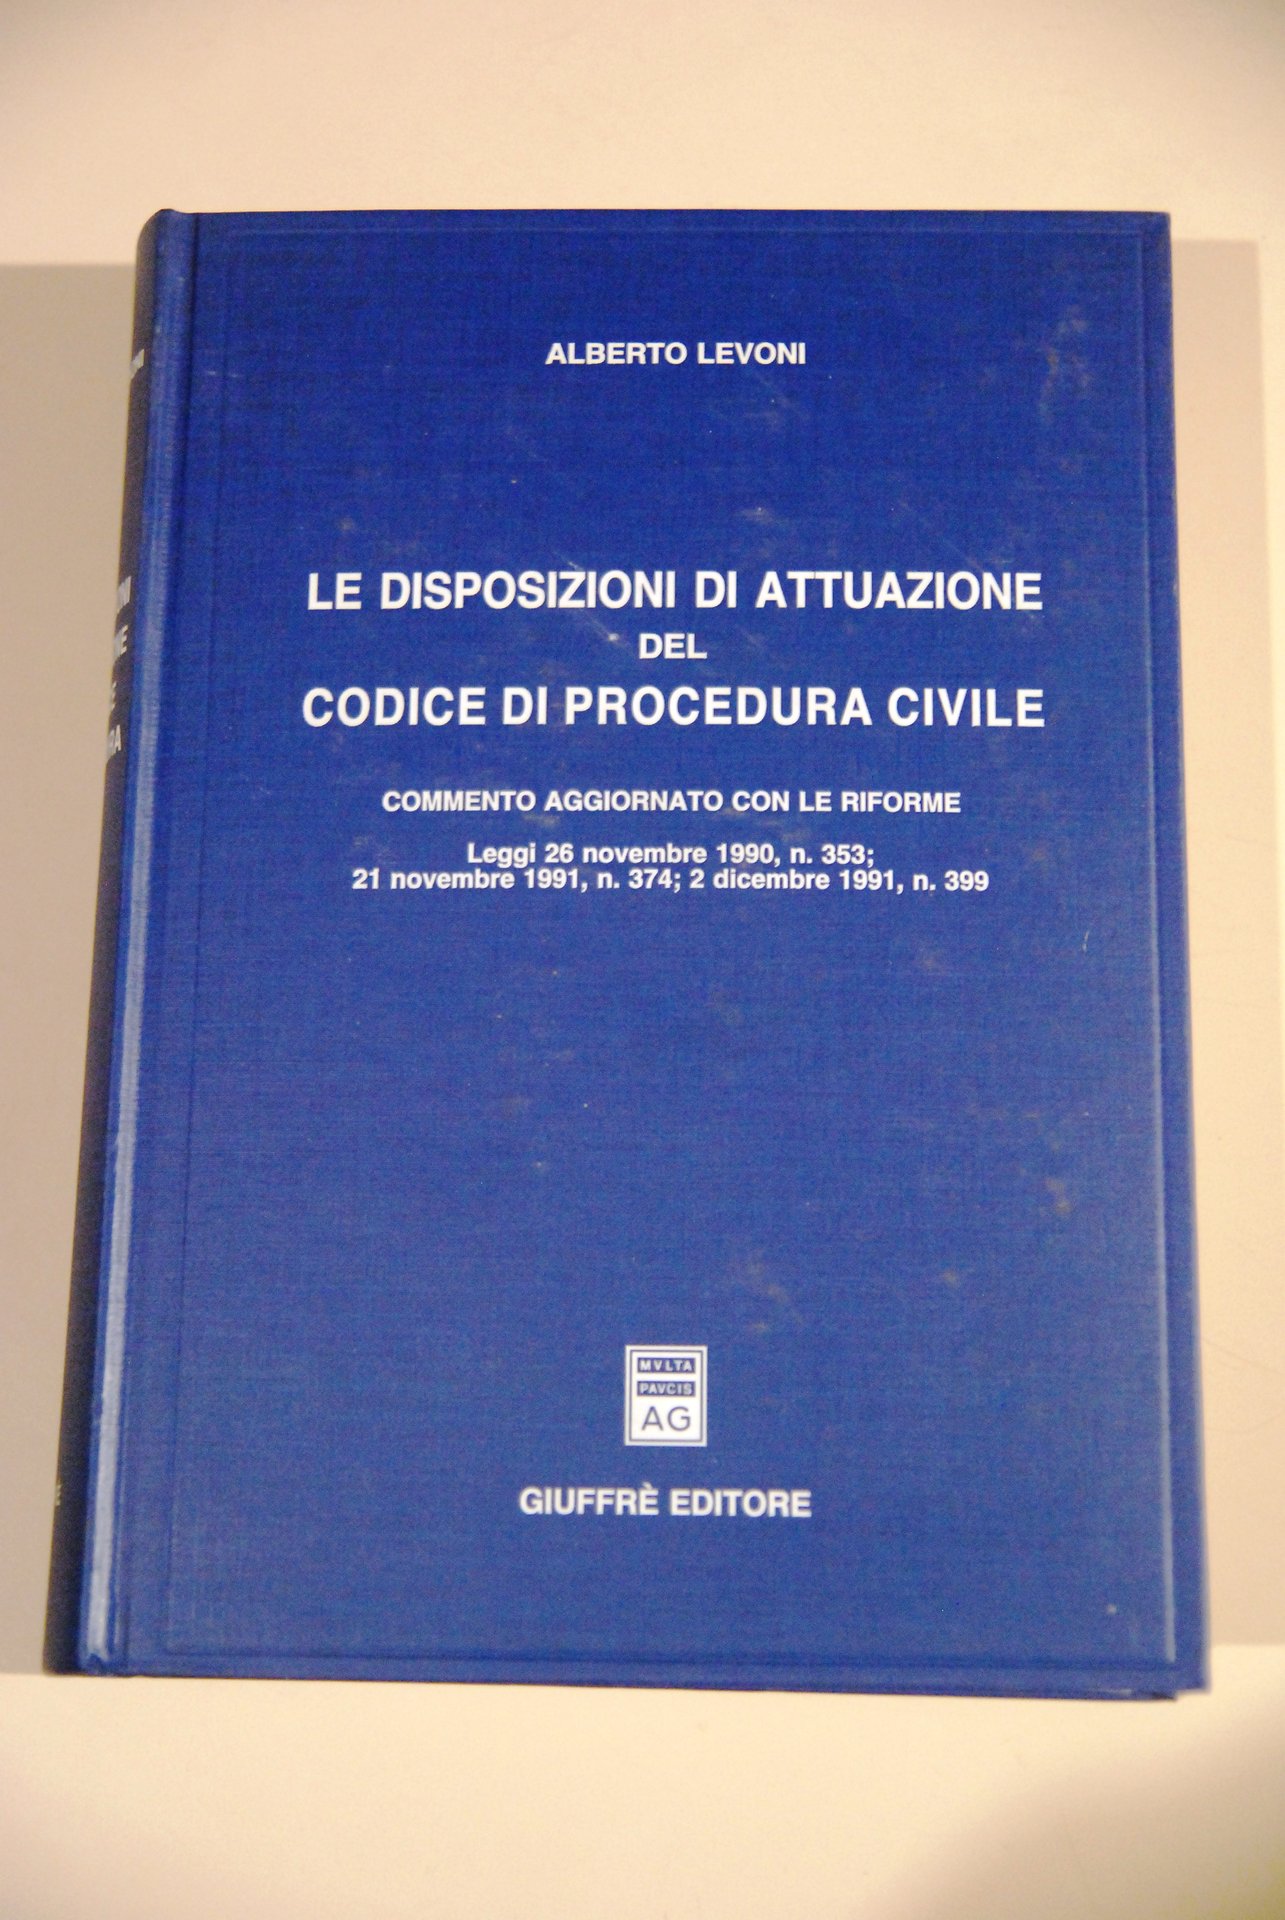 ALBERTO LEVONI
LE DISPOSIZIONI DI ATTUAZIONE
DEL
CODICE DI PROCEDURA CIVILE
COMMENTO AGGIORNATO CON LE RIFORME
Leggi 26 novembre 1990, n. 353;
21 novembre 1991, n. 374; 2 dicembre 1991, n. 399
MVLTA
PAVCIS
AG
GIUFFRÈ EDITORE